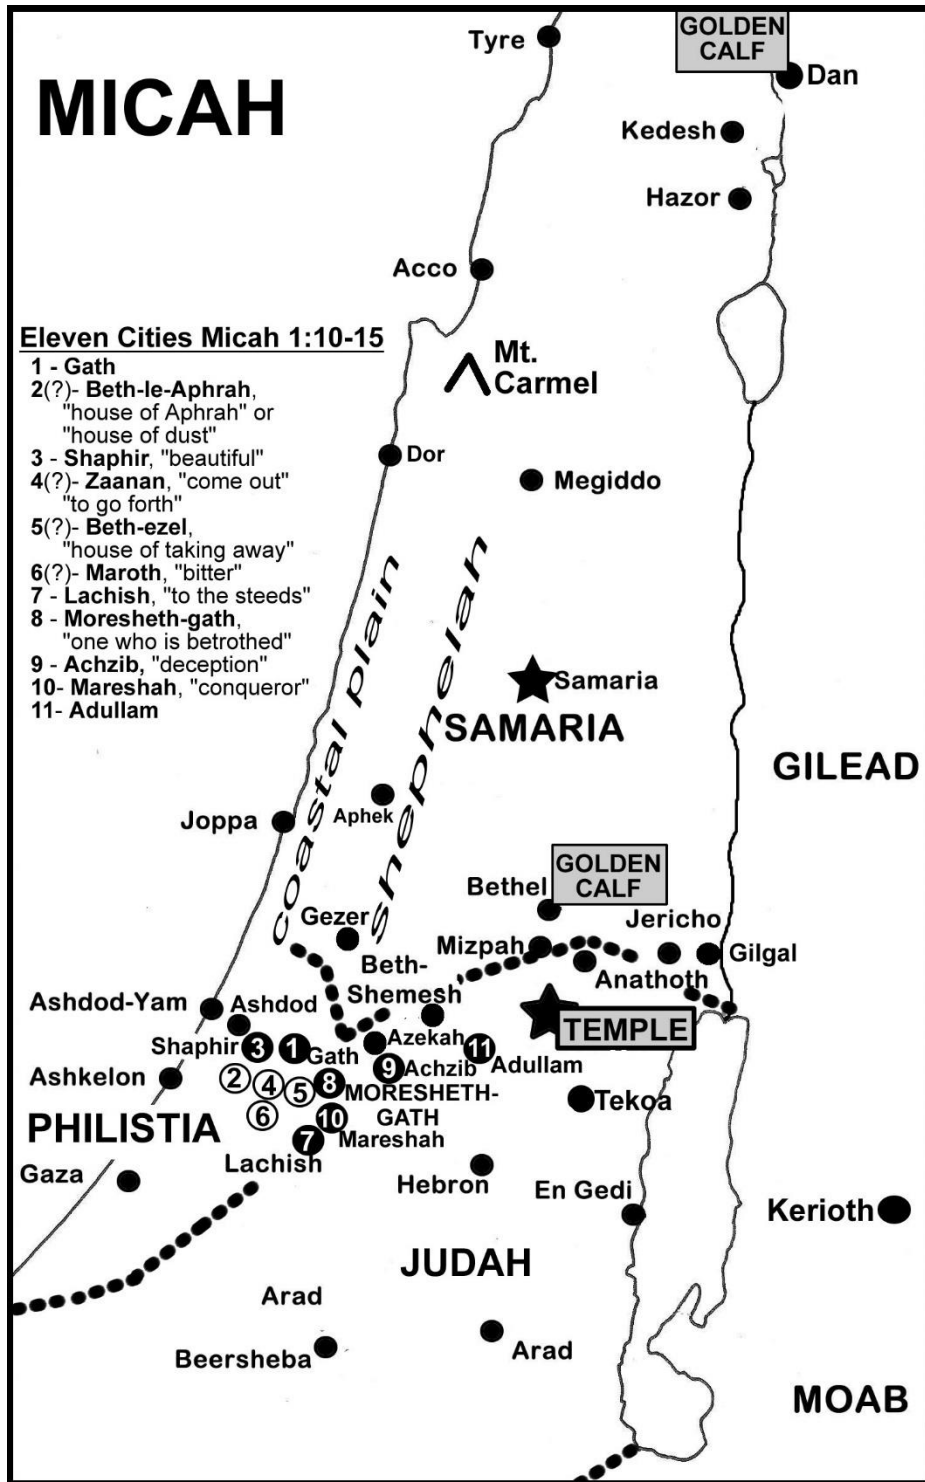 MICAH
Tyre
GOLDEN
CALF
Dan
Kedesh
Hazor
Acco
Eleven Cities Micah 1:10-15
1 - Gath
2(?)- Beth-le-Aphrah,
"house of Aphrah" or
"house of dust"
3 - Shaphir, "beautiful"
4(?)- Zaanan, "come out"
"to go forth"
5(?)- Beth-ezel,
"house of taking away"
6(?)- Maroth, "bitter"
7 - Lachish, "to the steeds"
8 - Moresheth-gath,
"one who is betrothed"
9 - Achzib, "deception"
10- Mareshah, "conqueror"
11- Adullam
Mt.
Carmel
Dor
Megiddo
coastal plain
shephelah
Samaria
SAMARIA
GILEAD
Aphek
Joppa
GOLDEN
CALF
Bethel
Jericho
Gezer
Mizpah
Gilgal
Beth-
Shemesh
Anathoth
Ashdod-Yam
Ashdod
TEMPLE
Azekah
Shaphir 3
1 Gath
9 Achzib
11 Adullam
Ashkelon
2
4
5
8 MORESHETH-
GATH
Tekoa
6
10
PHILISTIA
Mareshah
7
Lachish
Gaza
Hebron
En Gedi
Kerioth
JUDAH
Arad
Beersheba
Arad
MOAB